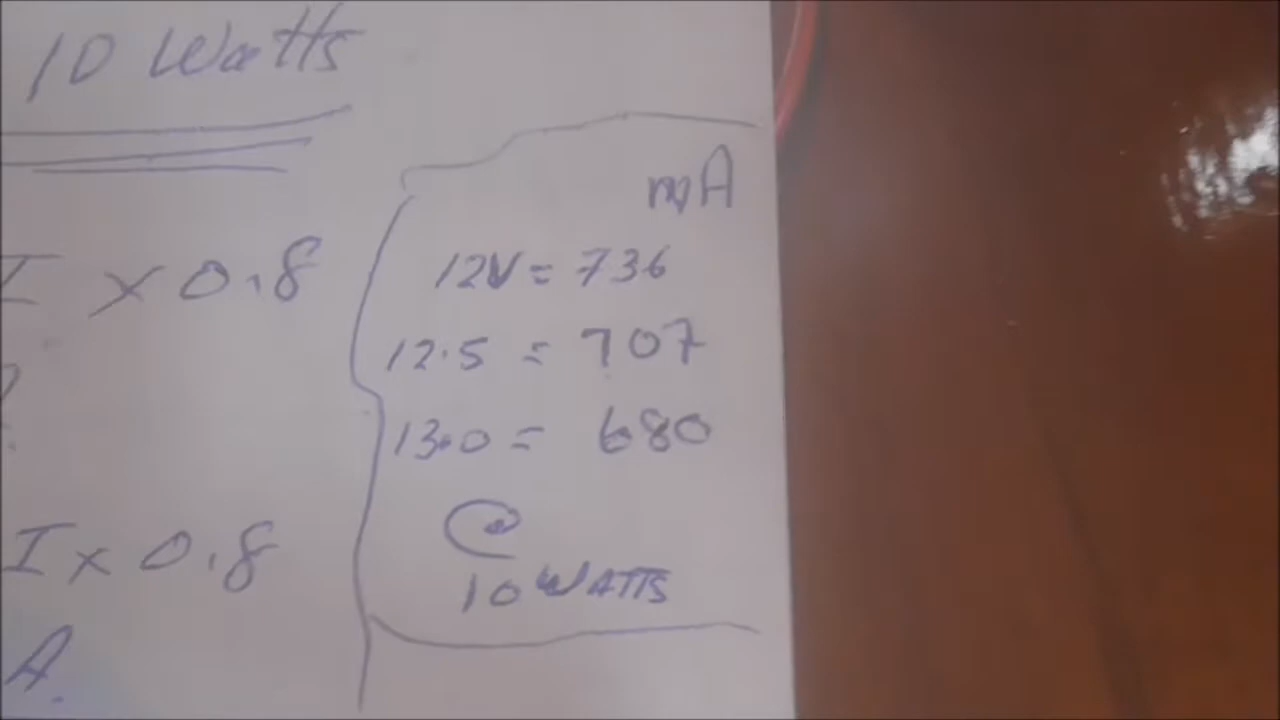 10 Watts
I x 0.8
mA
12V = 736
12.5 = 707
13.0 = 680
@
10 WATTS
I x 0.8
A.